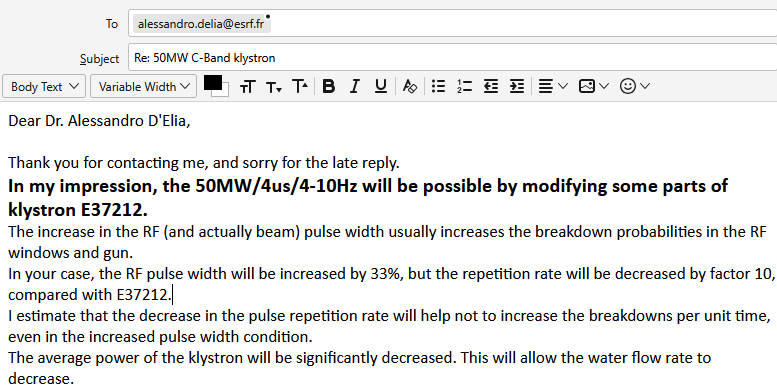 To alessandro.delia@esrf.fr
Subject Re: 50MW C-Band klystron
Body Text Variable Width
Dear Dr. Alessandro D'Elia,
Thank you for contacting me, and sorry for the late reply.
In my impression, the 50MW/4us/4-10Hz will be possible by modifying some parts of
klystron E37212.
The increase in the RF (and actually beam) pulse width usually increases the breakdown probabilities in the RF
windows and gun.
In your case, the RF pulse width will be increased by 33%, but the repetition rate will be decreased by factor 10,
compared with E37212.
I estimate that the decrease in the pulse repetition rate will help not to increase the breakdowns per unit time,
even in the increased pulse width condition.
The average power of the klystron will be significantly decreased. This will allow the water flow rate to
decrease.